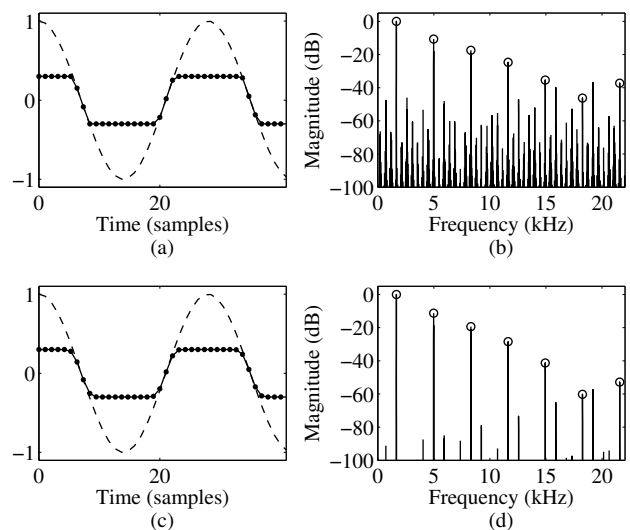 1
0
−1
0 20
Time (samples)
(a)
Magnitude (dB)
0
−20
−40
−60
−80
−100
0 5 10 15 20
Frequency (kHz)
(b)
1
0
−1
0 20
Time (samples)
(c)
Magnitude (dB)
0
−20
−40
−60
−80
−100
0 5 10 15 20
Frequency (kHz)
(d)